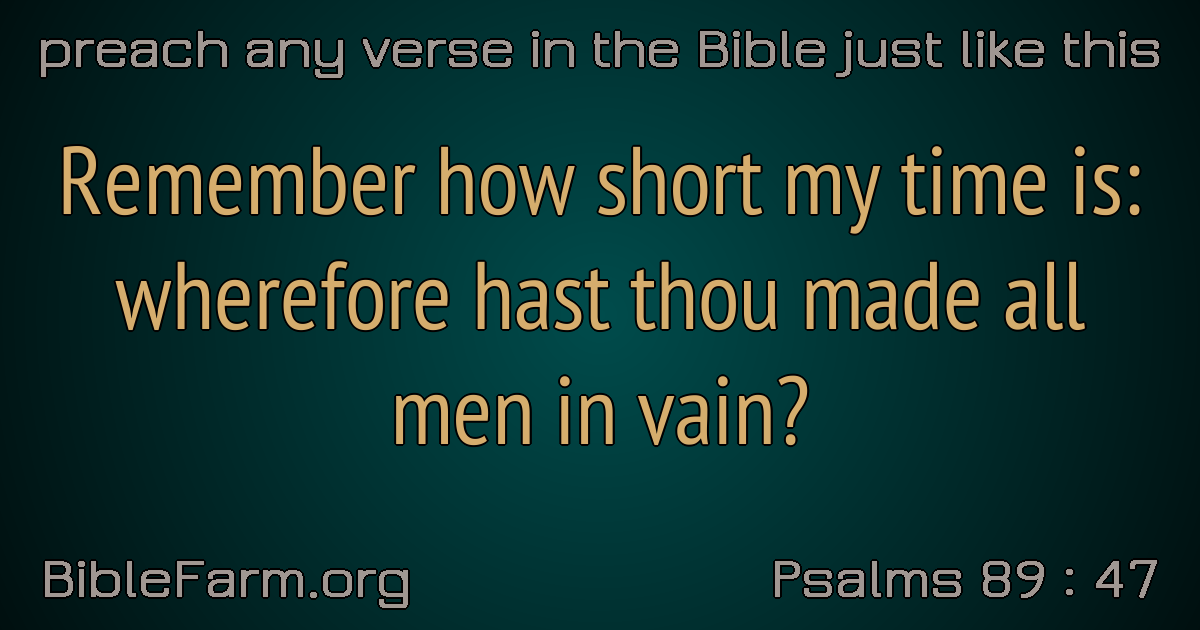 preach any verse in the Bible just like this
Remember how short my time is:
wherefore hast thou made all
men in vain?
BibleFarm.org
Psalms 89 : 47